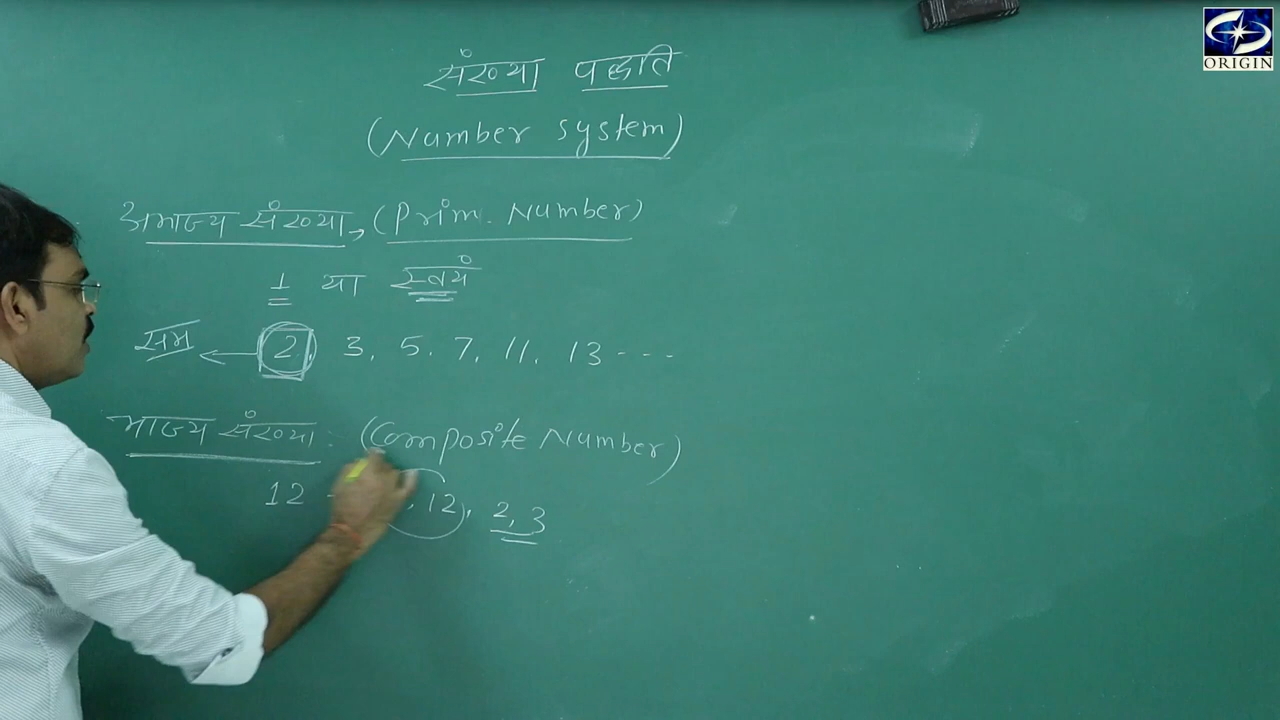 संख्या पद्धति
(Number system)
अभाज्य संख्या, (Prim. Number)
1 या स्वयं
सम ← 2, 3, 5, 7, 11, 13 - - -
भाज्य संख्या :- (Composite Number)
12 - , 12), 2, 3
ORIGIN